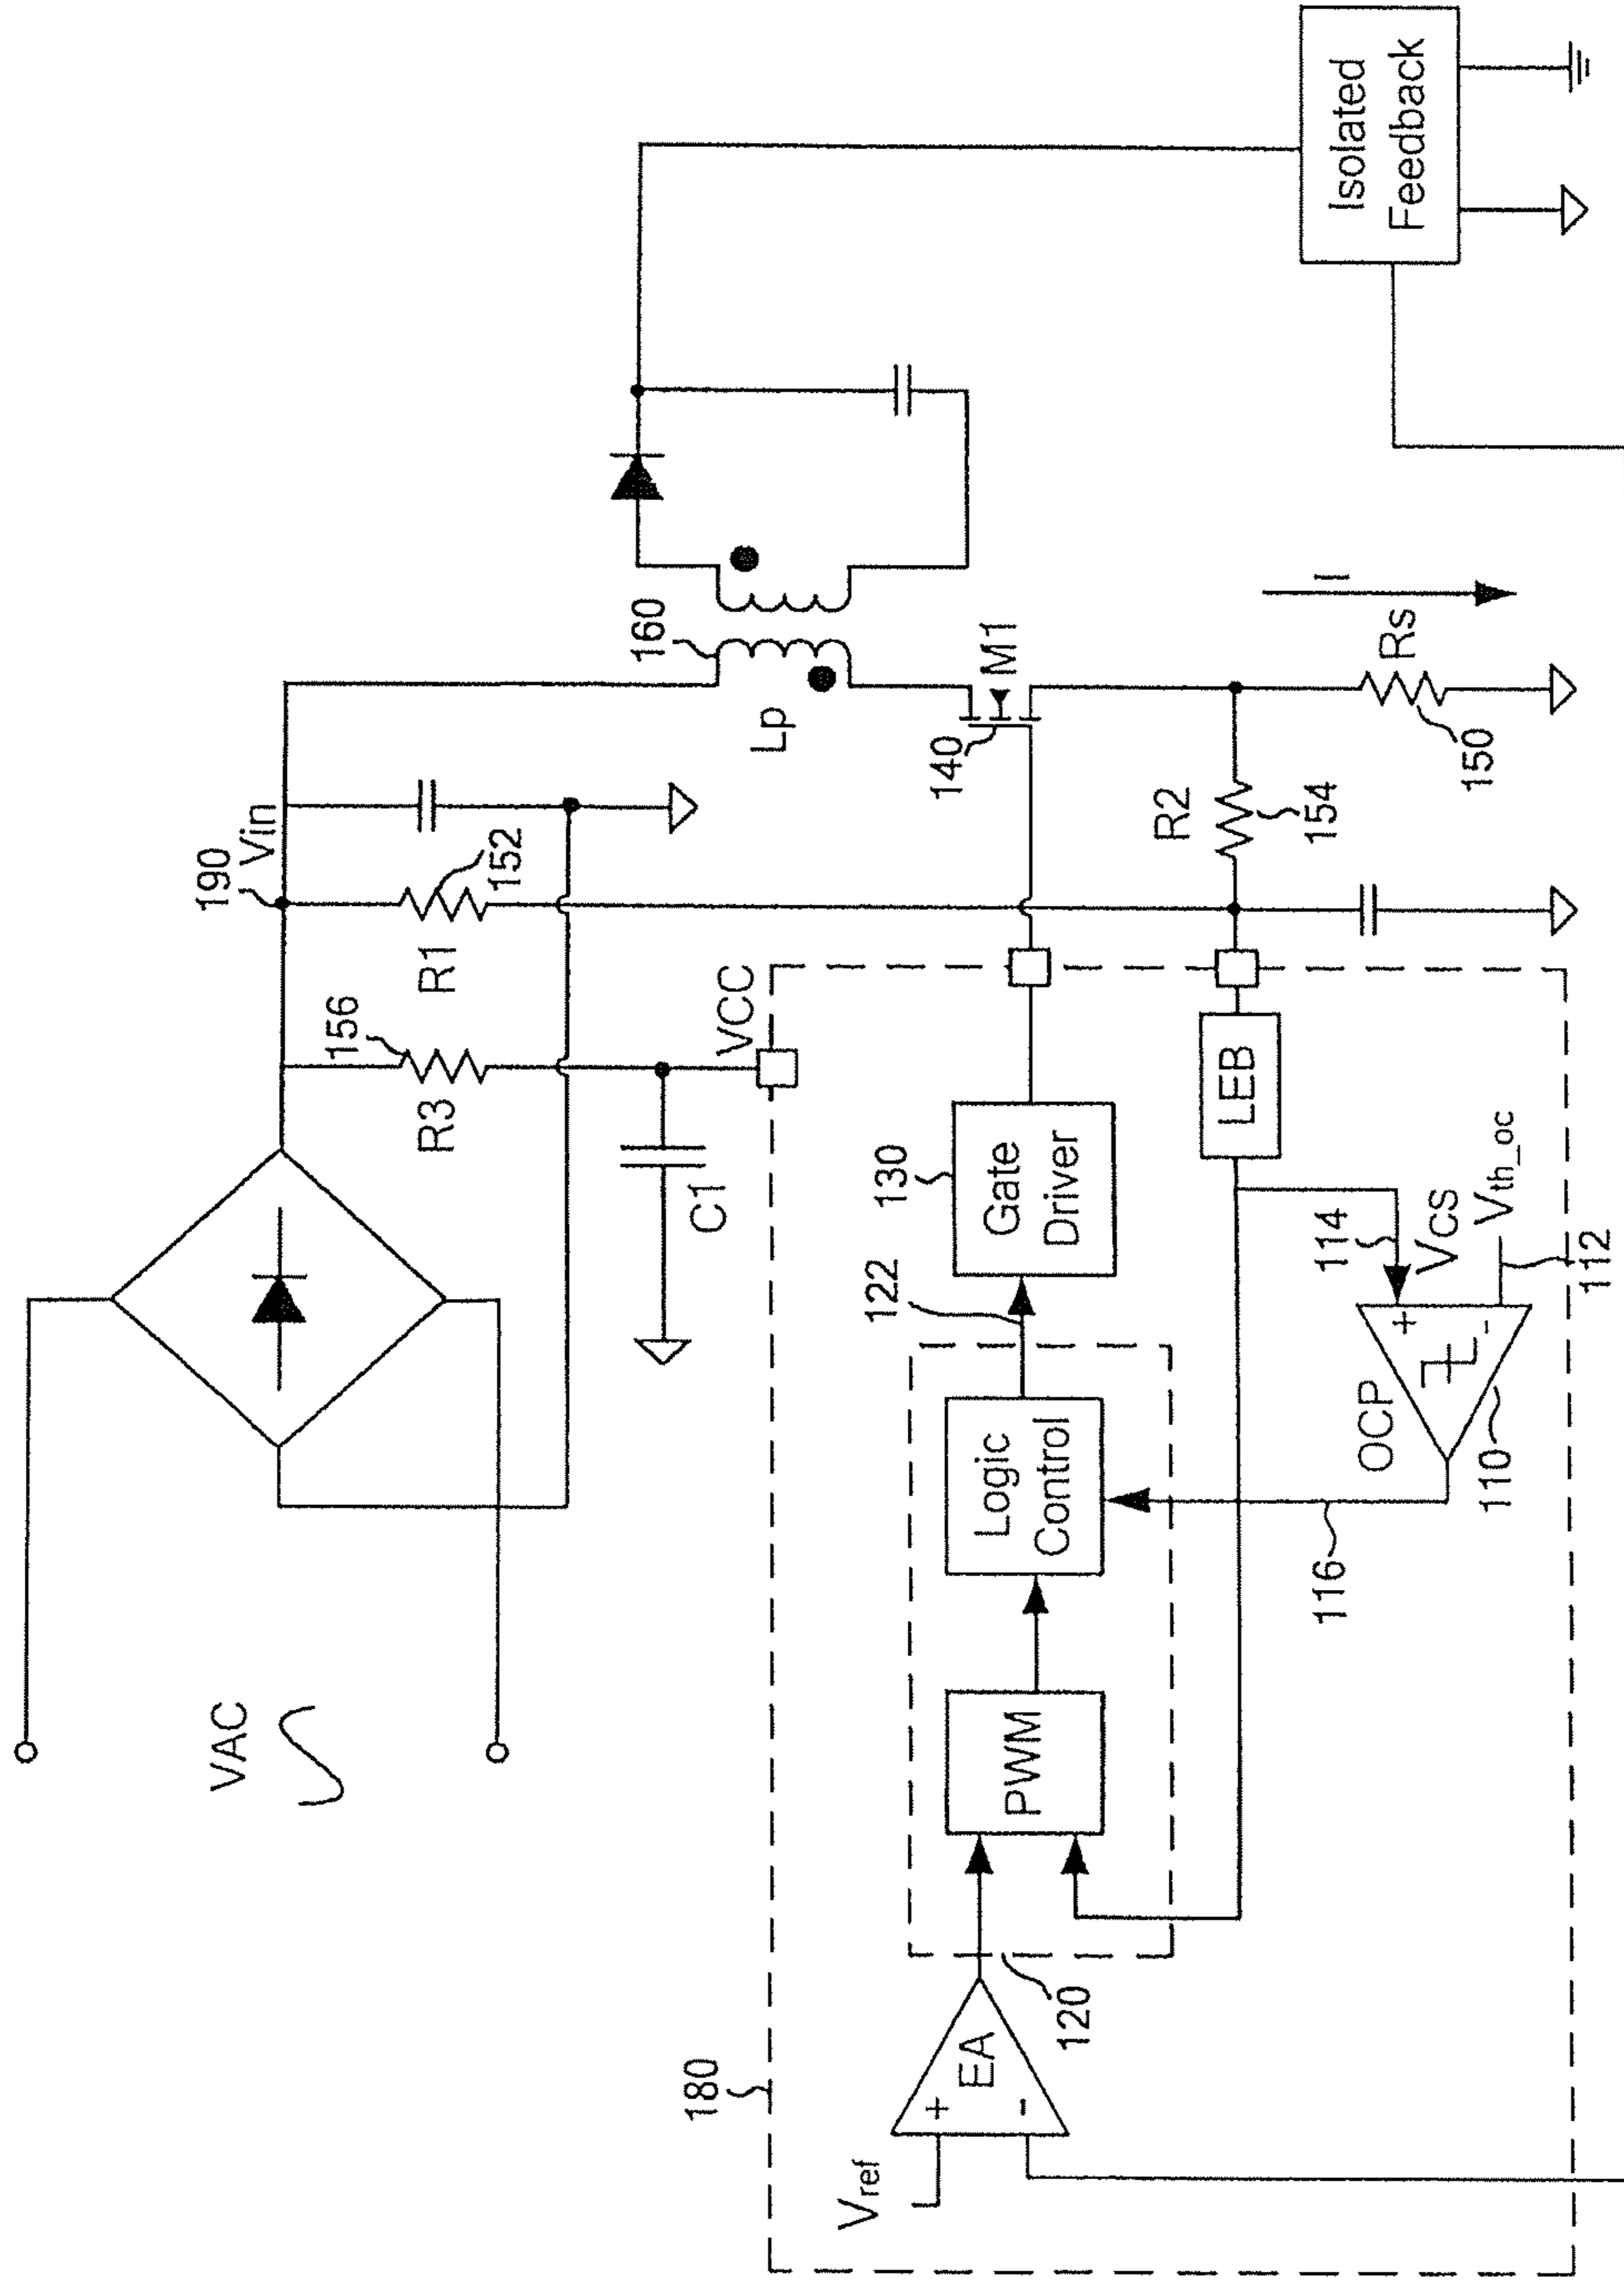 VAC
190
Vin
156
R3
R1
152
C1
VCC
160
Lp
140
M1
R2
154
I
Rs
150
Isolated
Feedback
180
Vref
EA
120
PWM
Logic
Control
122
130
Gate
Driver
LEB
114
VCS
Vth_oc
112
OCP
110
116
+
-
+
-